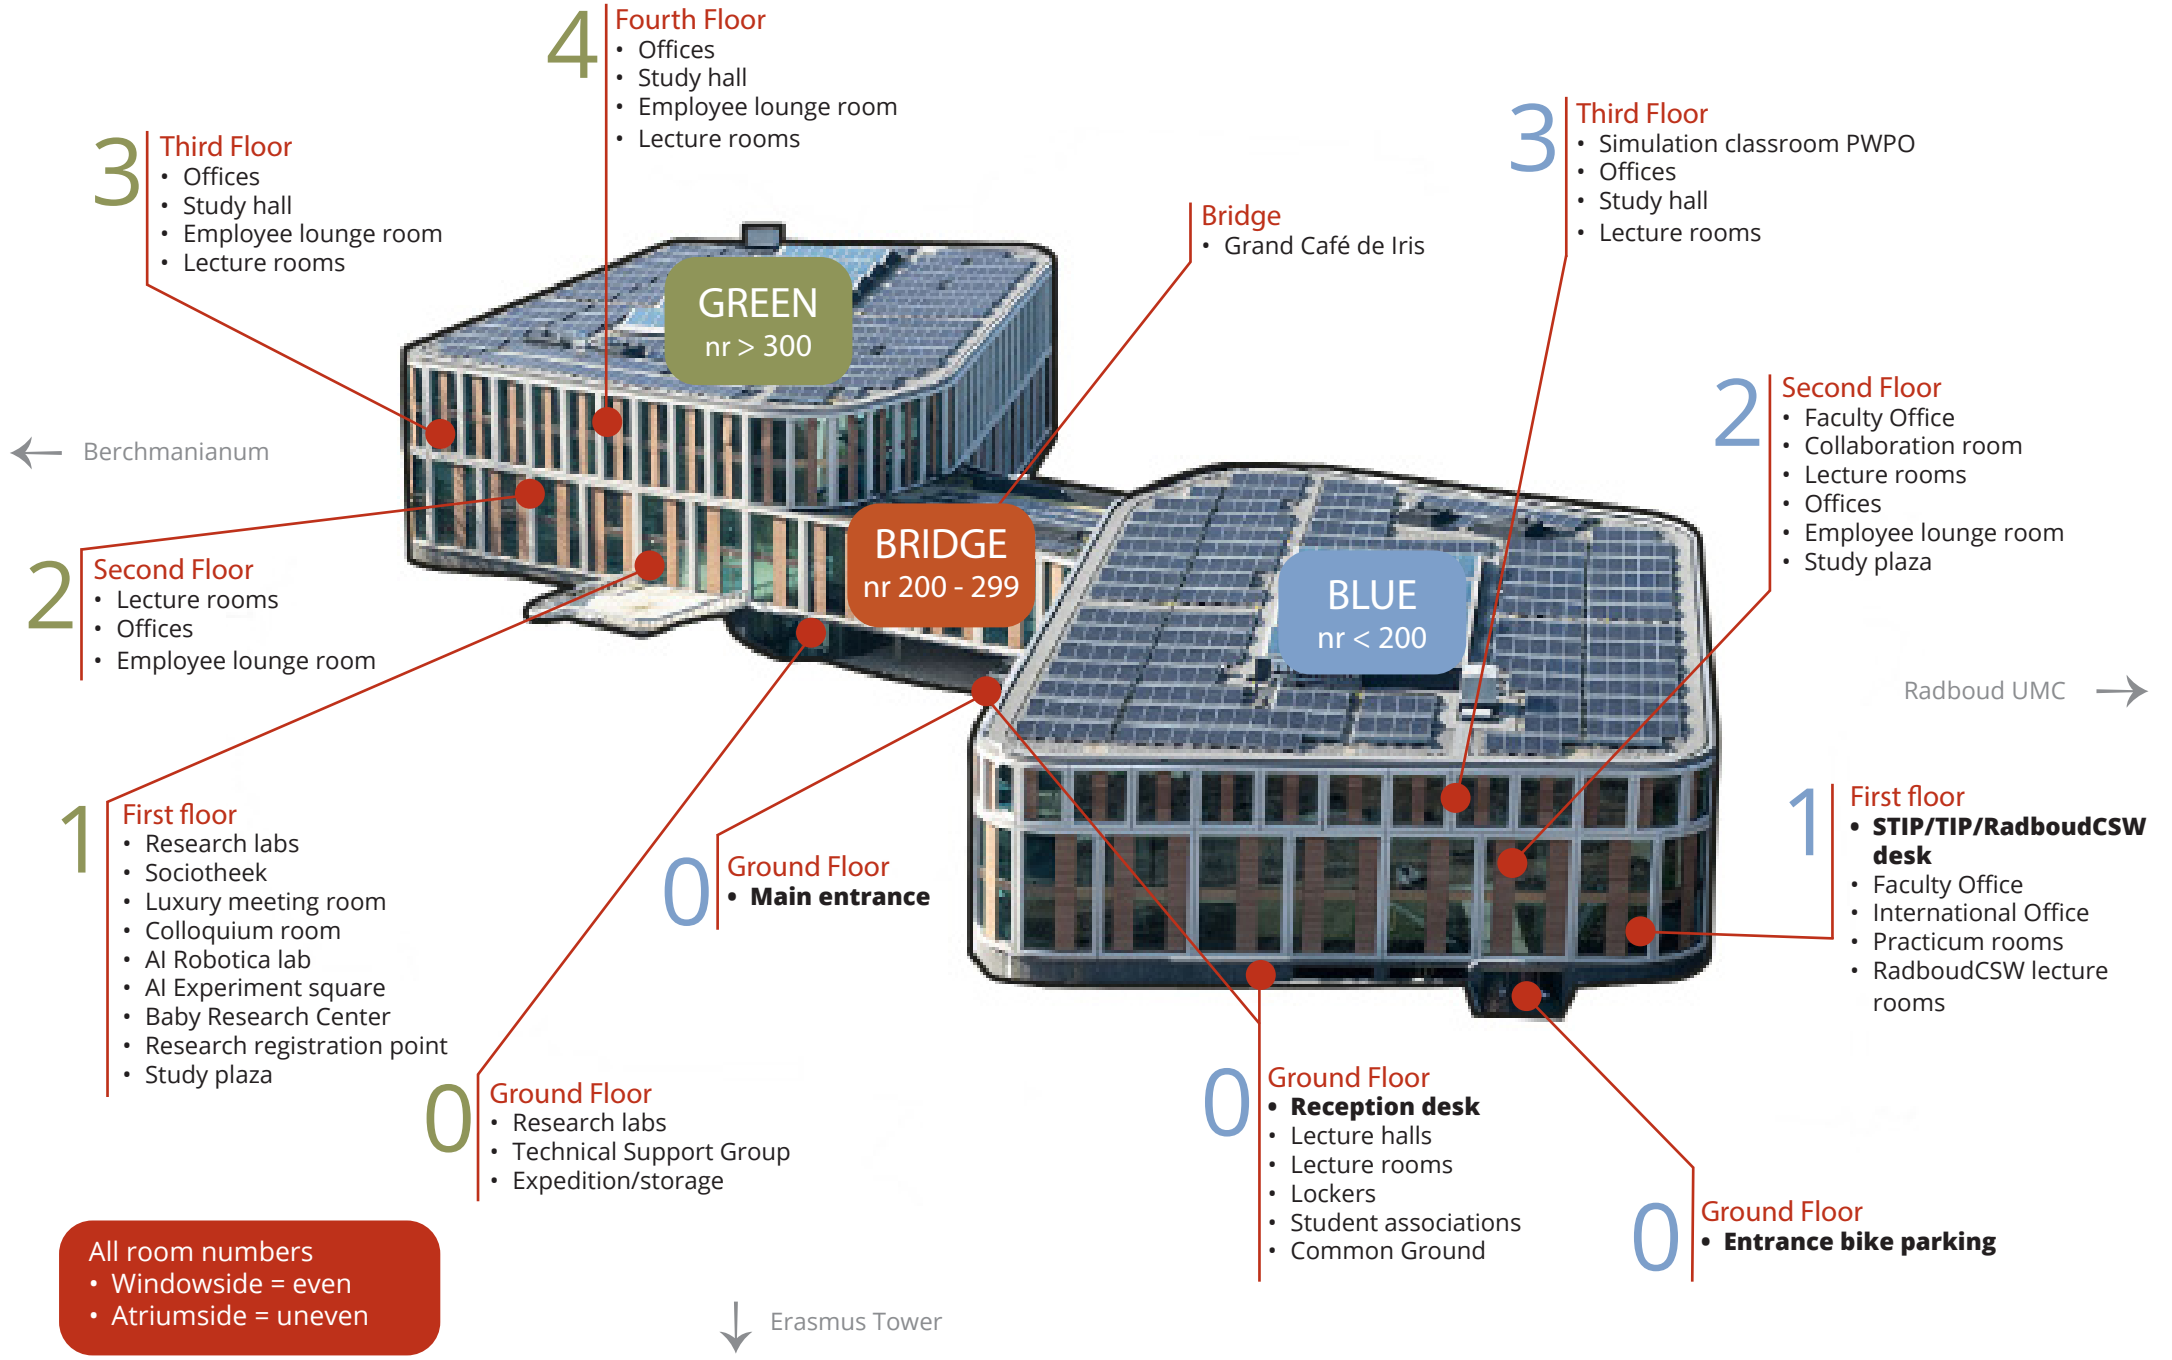 4
Fourth Floor
• Offices
• Study hall
• Employee lounge room
• Lecture rooms
3
Third Floor
• Offices
• Study hall
• Employee lounge room
• Lecture rooms
3
Third Floor
• Simulation classroom PWPO
• Offices
• Study hall
• Lecture rooms
Bridge
• Grand Café de Iris
GREEN
nr > 300
2
Second Floor
• Faculty Office
• Collaboration room
• Lecture rooms
• Offices
• Employee lounge room
• Study plaza
← Berchmanianum
BRIDGE
nr 200 - 299
BLUE
nr < 200
2
Second Floor
• Lecture rooms
• Offices
• Employee lounge room
Radboud UMC →
1
First floor
• STIP/TIP/RadboudCSW
desk
• Faculty Office
• International Office
• Practicum rooms
• RadboudCSW lecture
rooms
1
First floor
• Research labs
• Sociotheek
• Luxury meeting room
• Colloquium room
• AI Robotica lab
• AI Experiment square
• Baby Research Center
• Research registration point
• Study plaza
0
Ground Floor
• Main entrance
0
Ground Floor
• Research labs
• Technical Support Group
• Expedition/storage
0
Ground Floor
• Reception desk
• Lecture halls
• Lecture rooms
• Lockers
• Student associations
• Common Ground
0
Ground Floor
• Entrance bike parking
All room numbers
• Windowside = even
• Atriumside = uneven
↓ Erasmus Tower